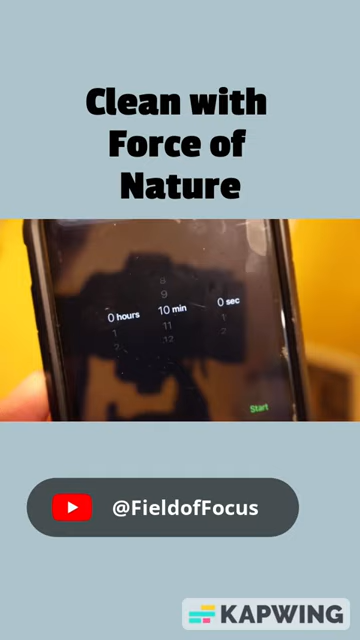 Clean with
Force of
Nature
8
9
0 hours 10 min 0 sec
1 11 1
2 12 2
Start
@FieldofFocus
KAPWING